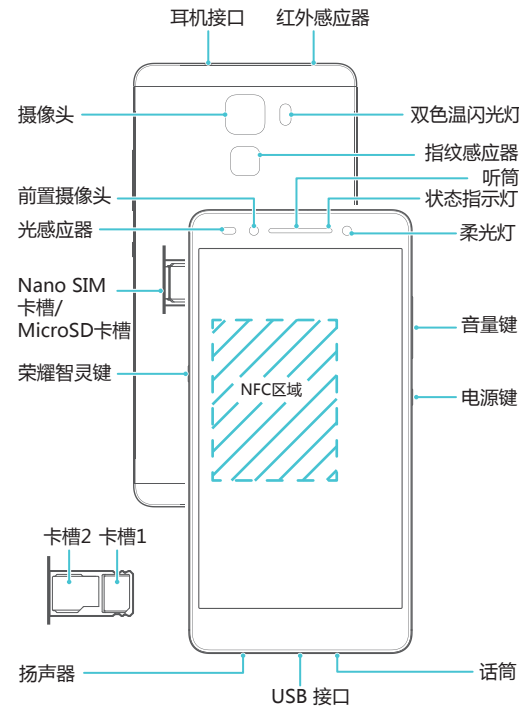 耳机接口 红外感应器
摄像头
双色温闪光灯
指纹感应器
听筒
前置摄像头
状态指示灯
光感应器
柔光灯
Nano SIM
卡槽/
MicroSD卡槽
音量键
荣耀智灵键
NFC区域
电源键
卡槽2 卡槽1
扬声器
话筒
USB 接口